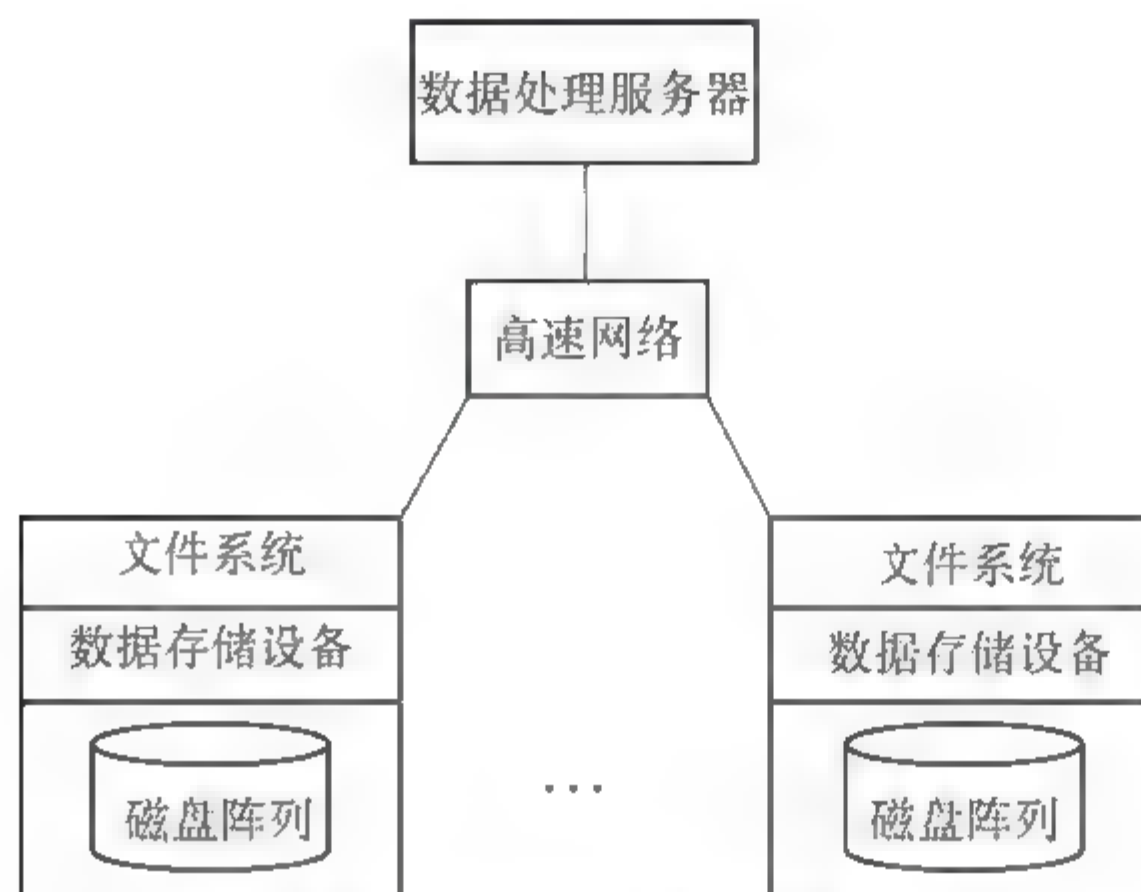 数据处理服务器
高速网络
文件系统
文件系统
数据存储设备
数据存储设备
磁盘阵列
...
磁盘阵列